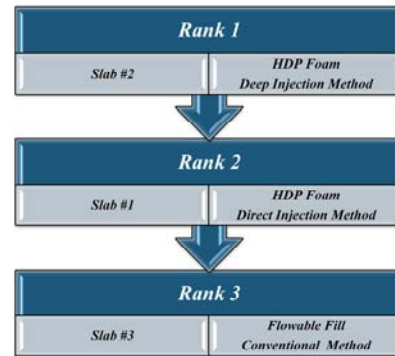 Rank 1
Slab #2
HDP Foam
Deep Injection Method
Rank 2
Slab #1
HDP Foam
Direct Injection Method
Rank 3
Slab #3
Flowable Fill
Conventional Method